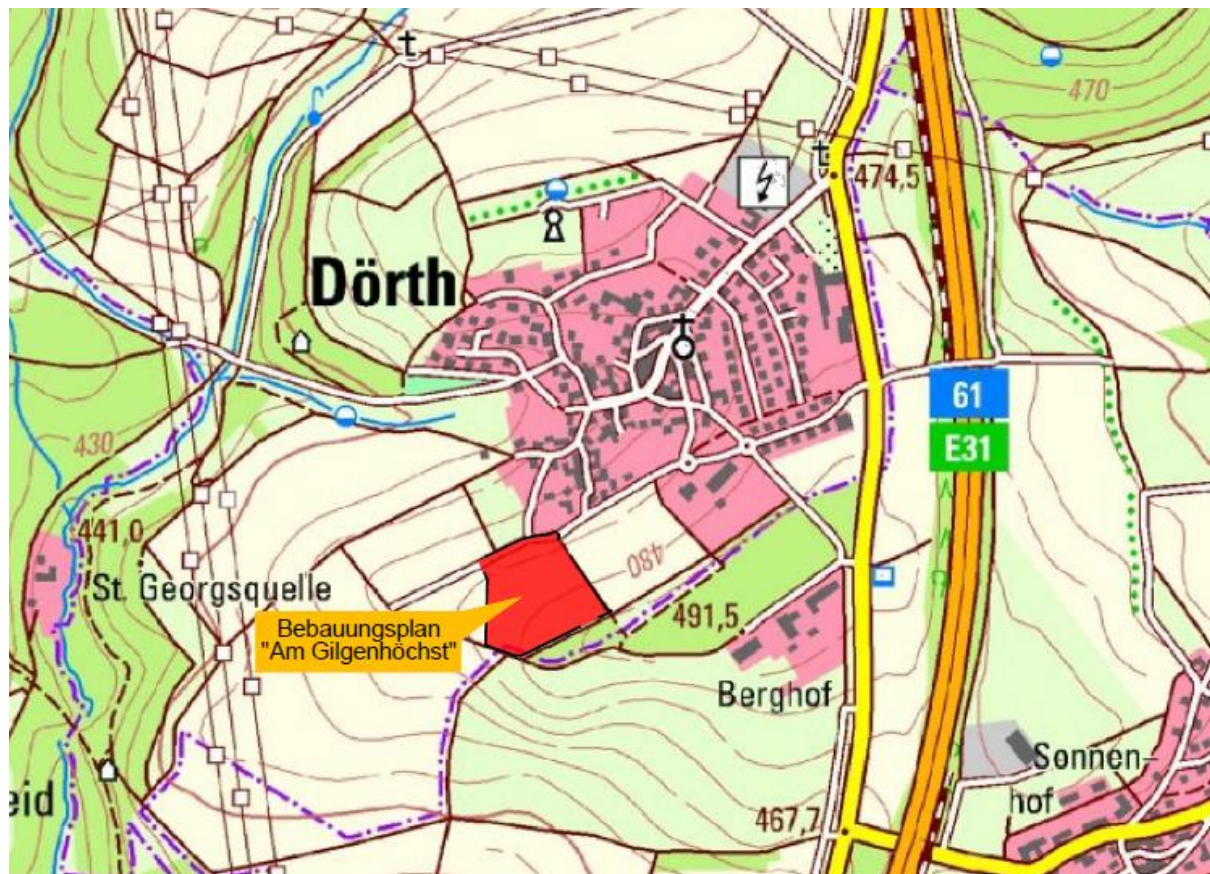 470
474,5
Dörth
61
E31
430
441,0
480
St. Georgsquelle
Bebauungsplan
"Am Gilgenhöchst"
491,5
Berghof
Sonnen-
hof
eid
467,7